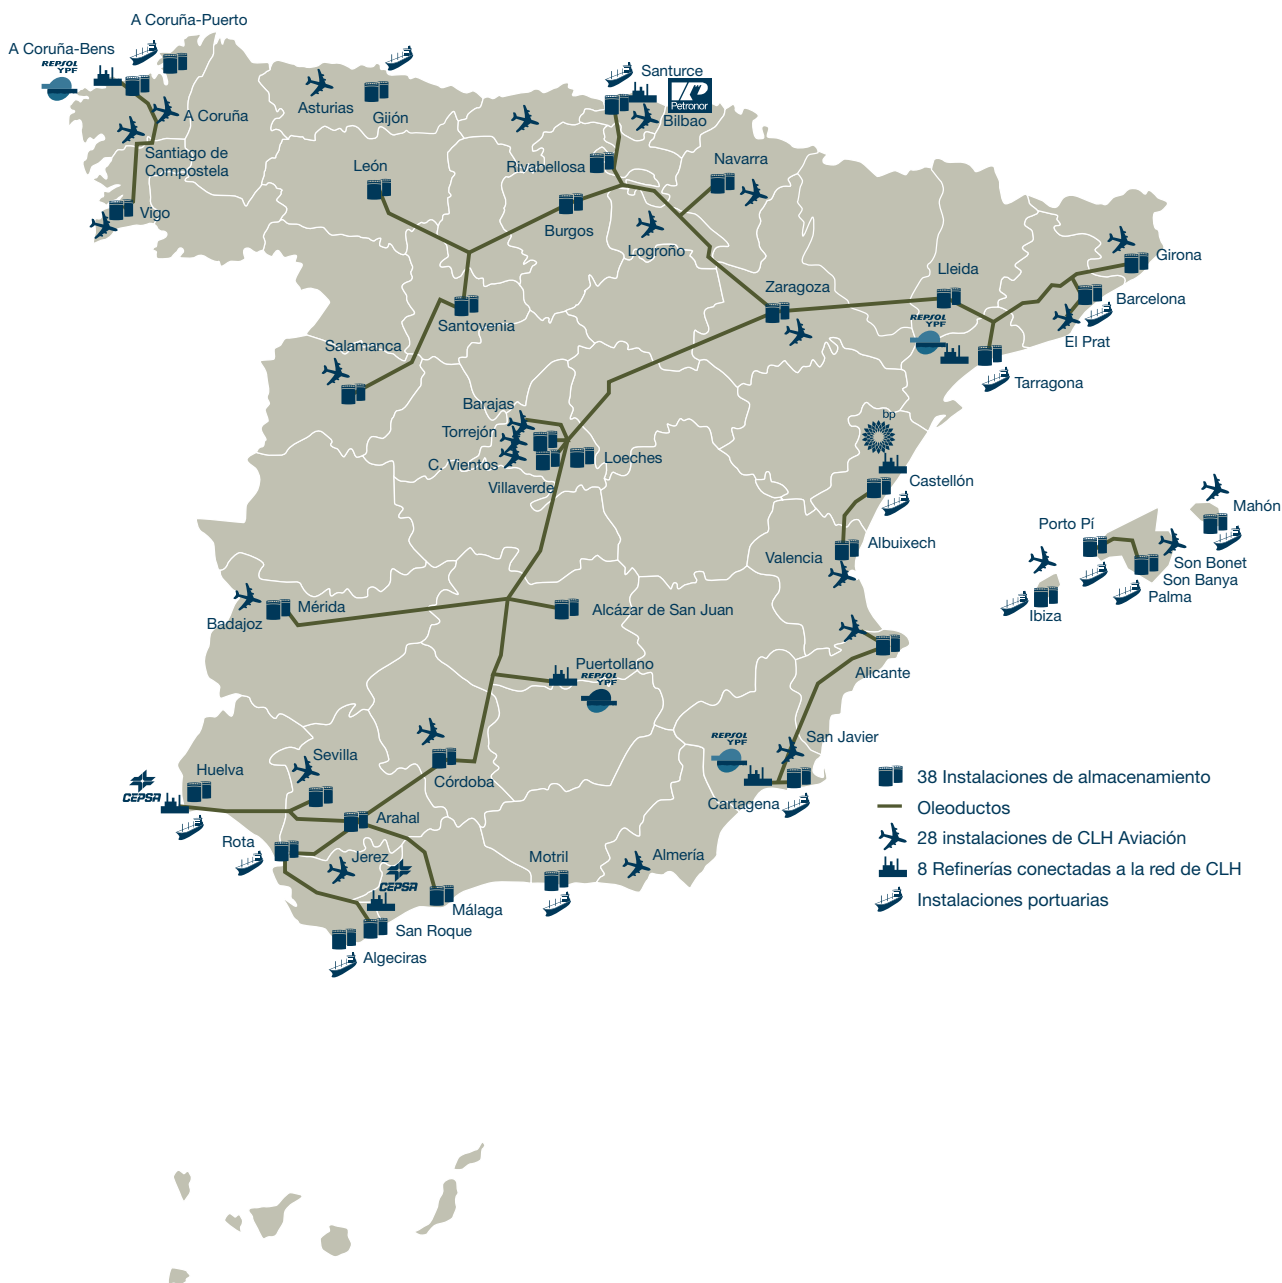 A Coruña-Puerto
A Coruña-Bens
REPSOL
YPF
A Coruña
Santiago de
Compostela
Vigo
Asturias
Gijón
Santurce
Petronor
Bilbao
León
Rivabellosa
Navarra
Burgos
Logroño
Girona
Lleida
Zaragoza
Barcelona
Santovenia
REPSOL
YPF
El Prat
Salamanca
Tarragona
Barajas
bp
Torrejón
C. Vientos
Loeches
Villaverde
Castellón
Mahón
Porto Pí
Albuixech
Valencia
Son Bonet
Son Banya
Palma
Ibiza
Mérida
Badajoz
Alcázar de San Juan
Puertollano
REPSOL
YPF
Alicante
REPSOL
YPF
San Javier
Sevilla
Huelva
CEPSA
Córdoba
Cartagena
38 Instalaciones de almacenamiento
Oleoductos
28 instalaciones de CLH Aviación
8 Refinerías conectadas a la red de CLH
Instalaciones portuarias
Arahal
Rota
Jerez
CEPSA
Motril
Almería
Málaga
San Roque
Algeciras